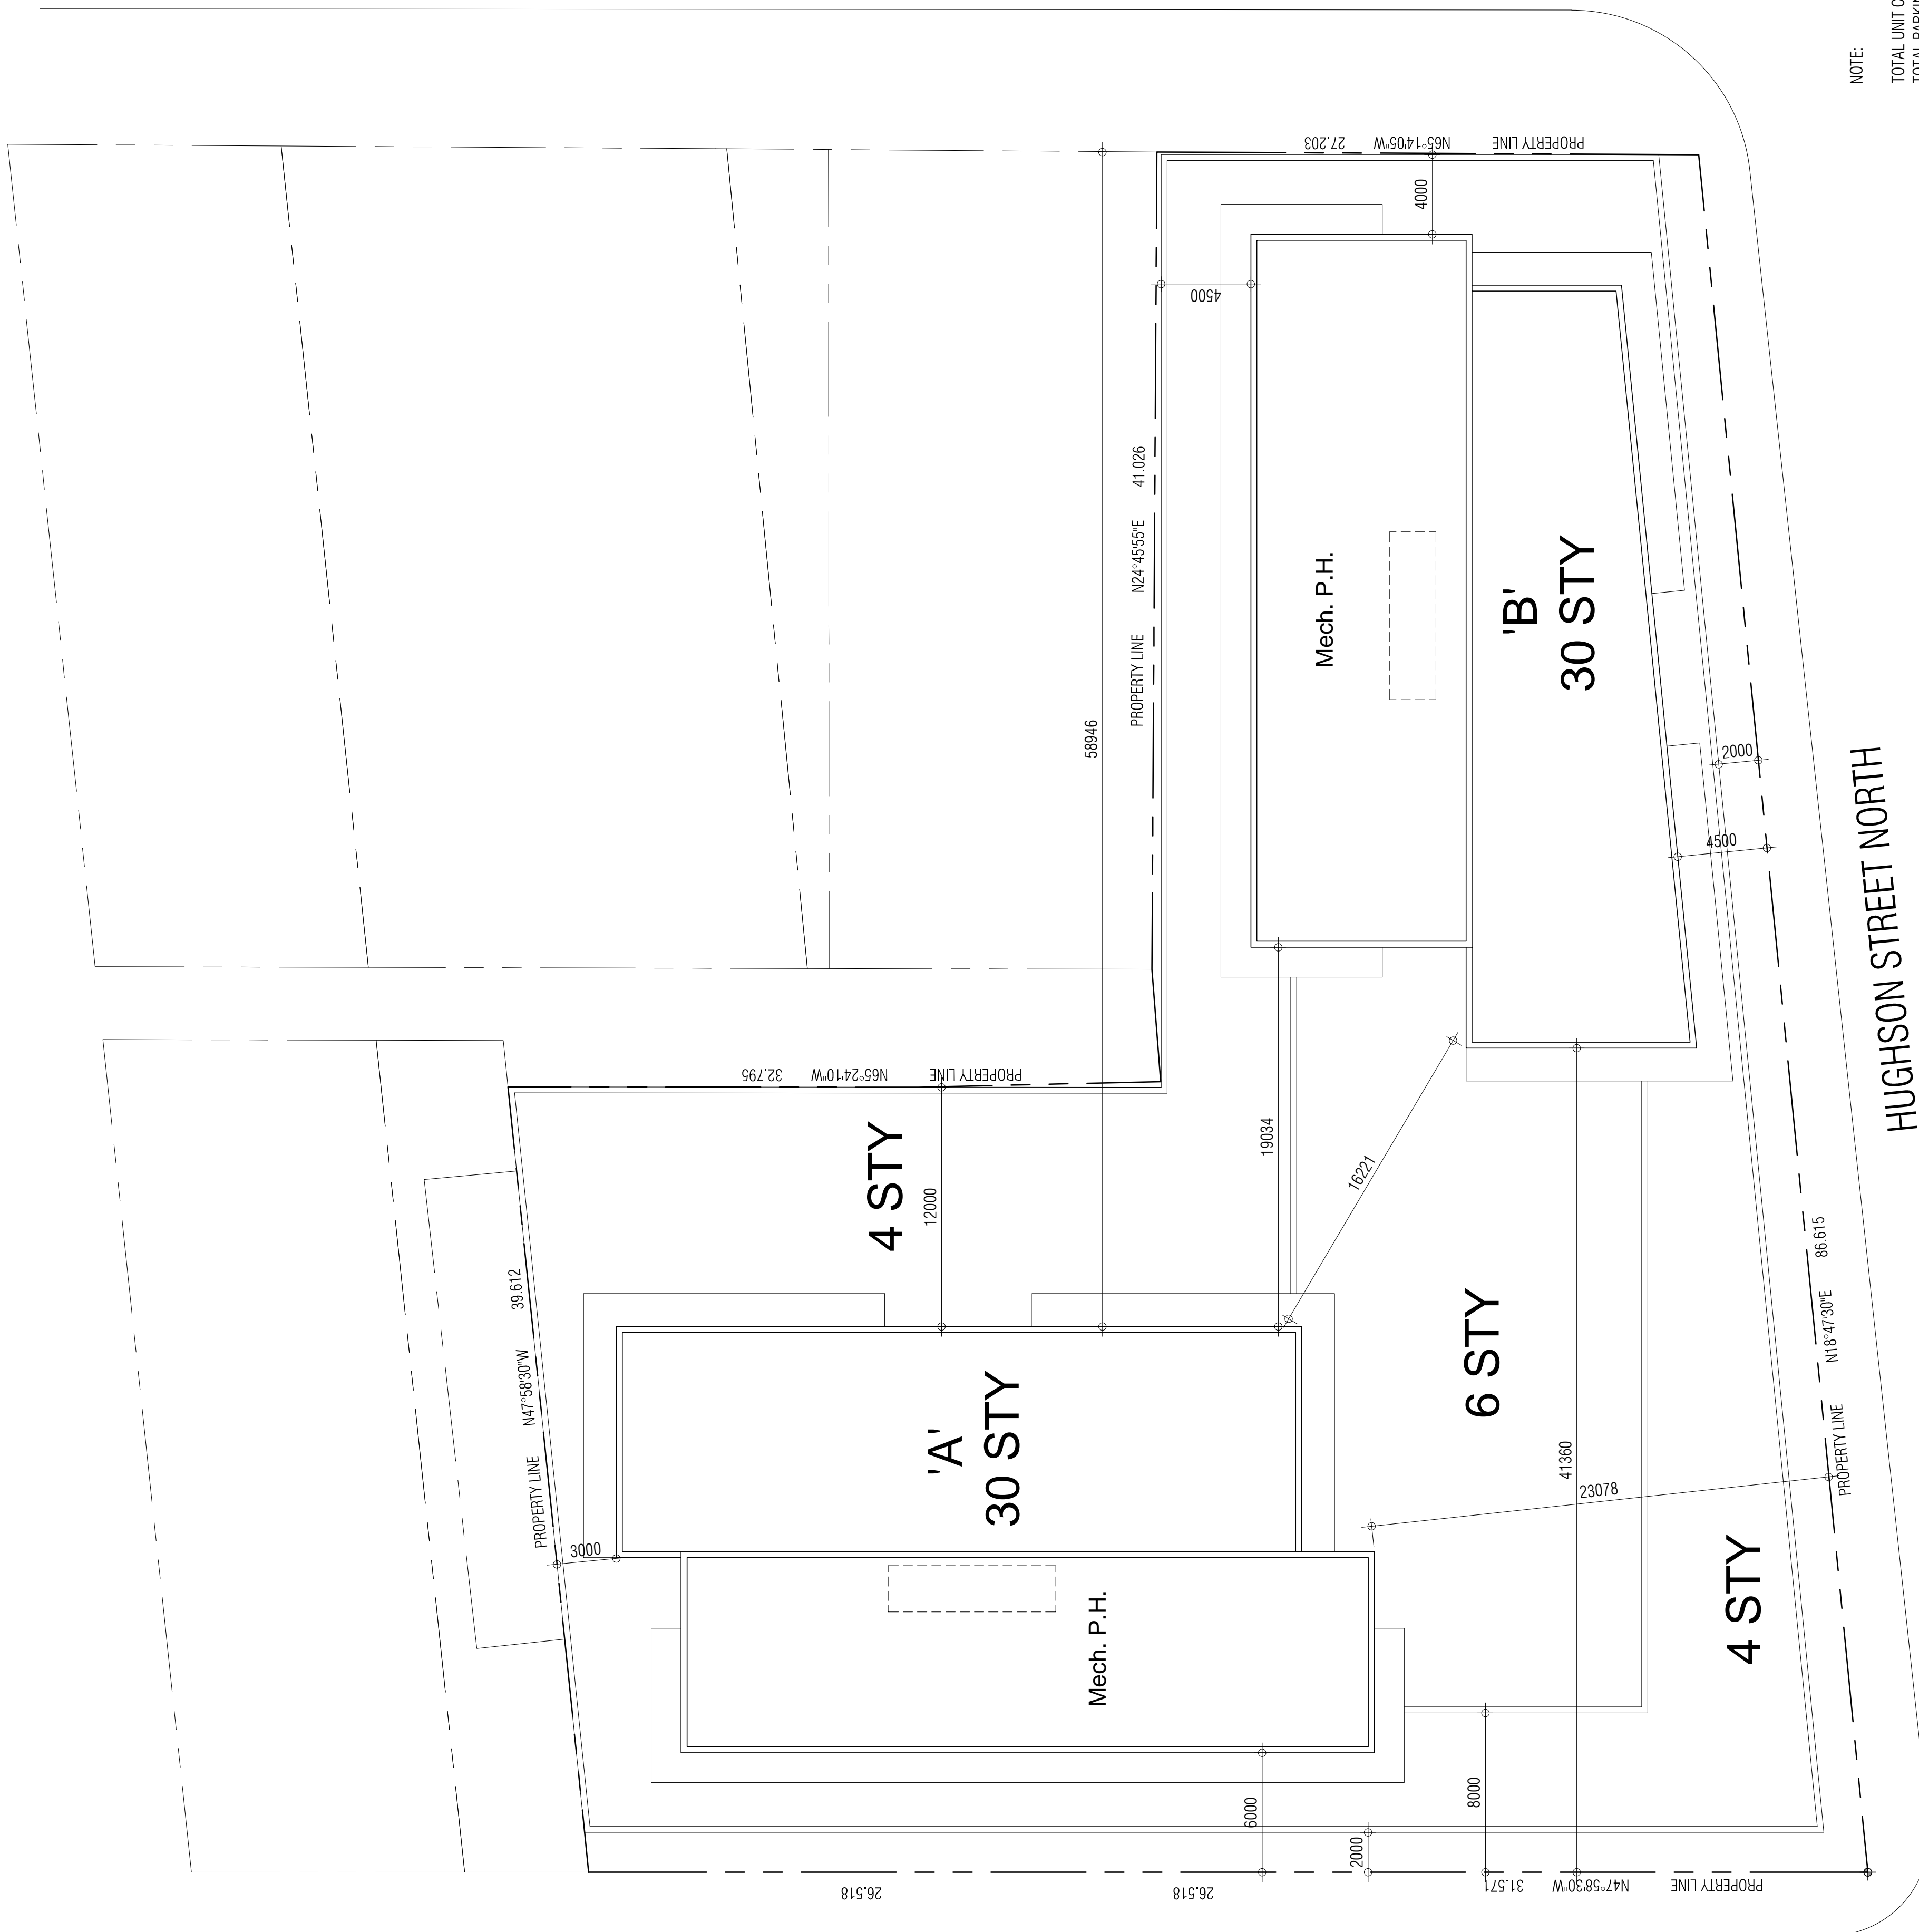 NOTE:
TOTAL UNIT
PROPERTY LINE N65°14'05"W 27.203
4000
4500
41.026
N24°45'55"E
PROPERTY LINE
58946
Mech. P.H.
'B'
30 STY
2000
4500
HUGHSON STREET NORTH
PROPERTY LINE N65°24'10"W 32.795
4 STY
12000
19034
16221
39.612
N47°58'30"W
PROPERTY LINE
3000
'A'
30 STY
Mech. P.H.
6 STY
41360
23078
86.615
N18°47'30"E
PROPERTY LINE
4 STY
6000
8000
2000
26.518
26.518
PROPERTY LINE N47°58'30"W 31.571